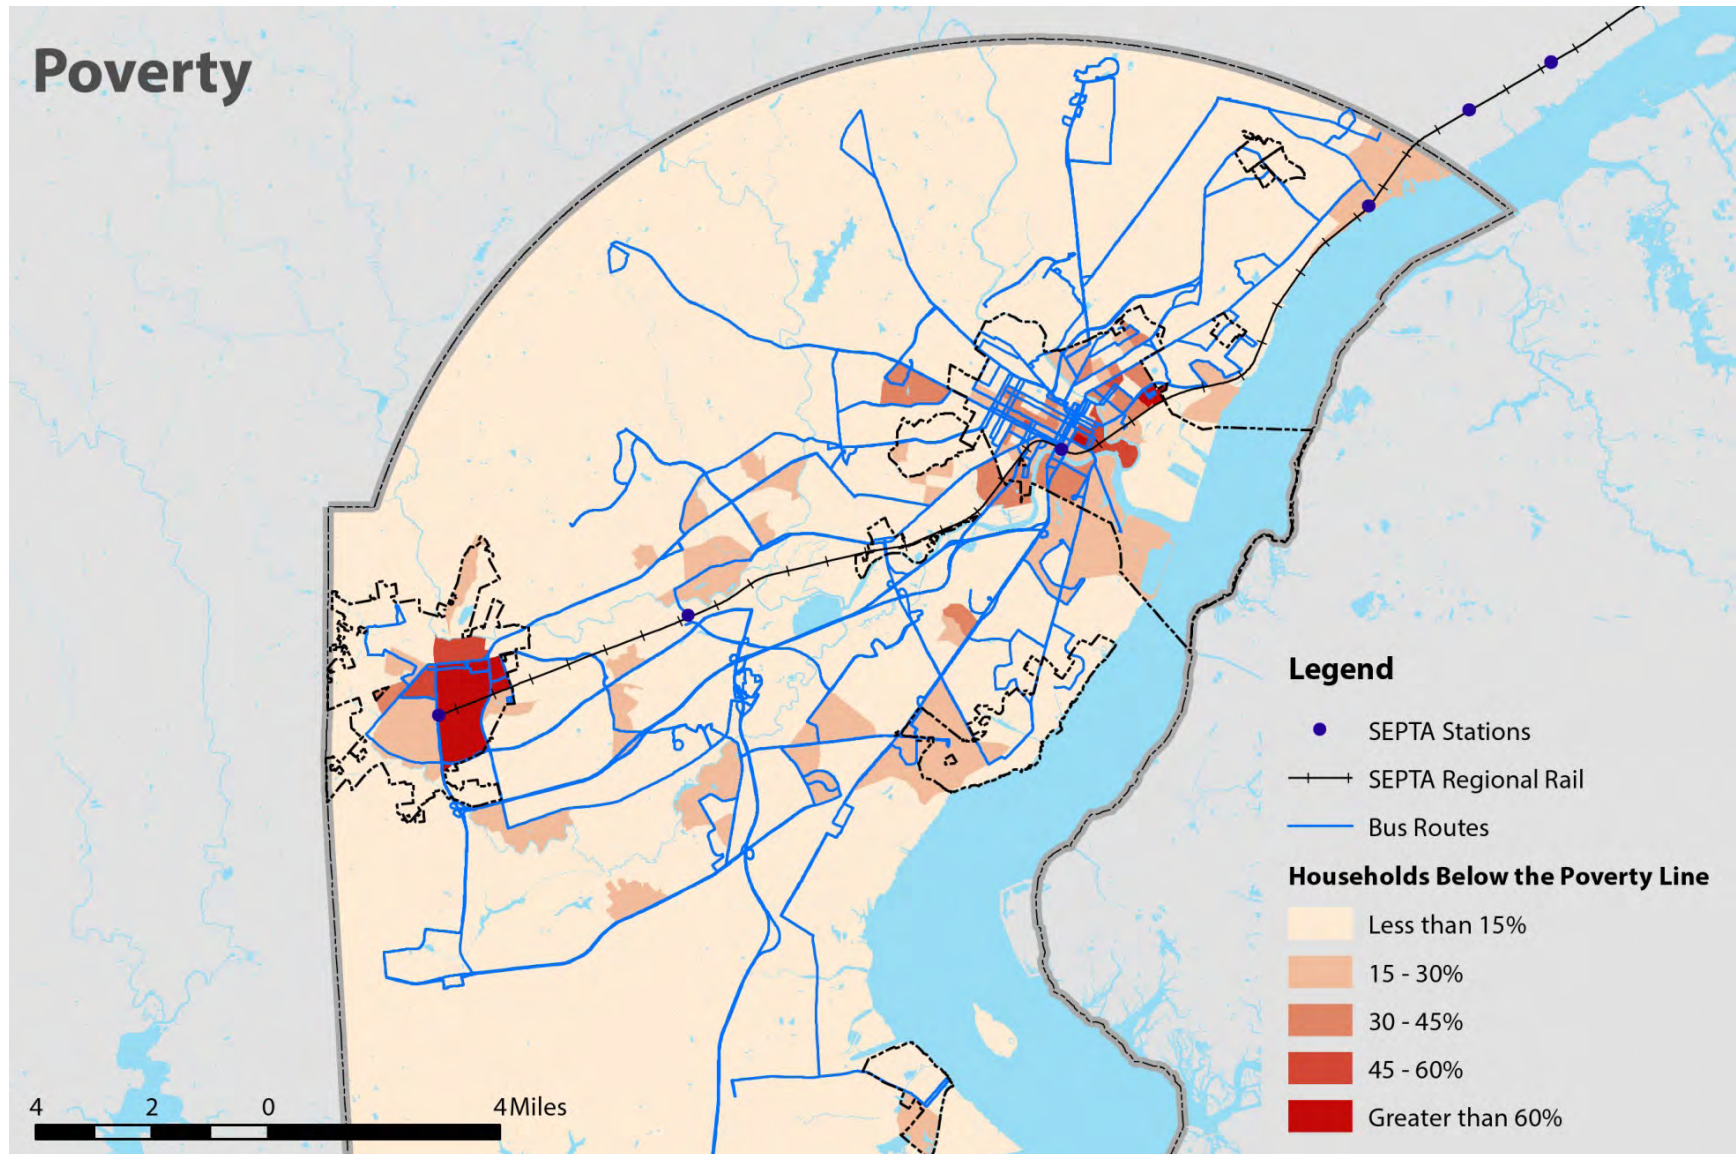 Poverty
Legend
SEPTA Stations
SEPTA Regional Rail
Bus Routes
Households Below the Poverty Line
Less than 15%
15 - 30%
30 - 45%
45 - 60%
Greater than 60%
4 2 0 4 Miles